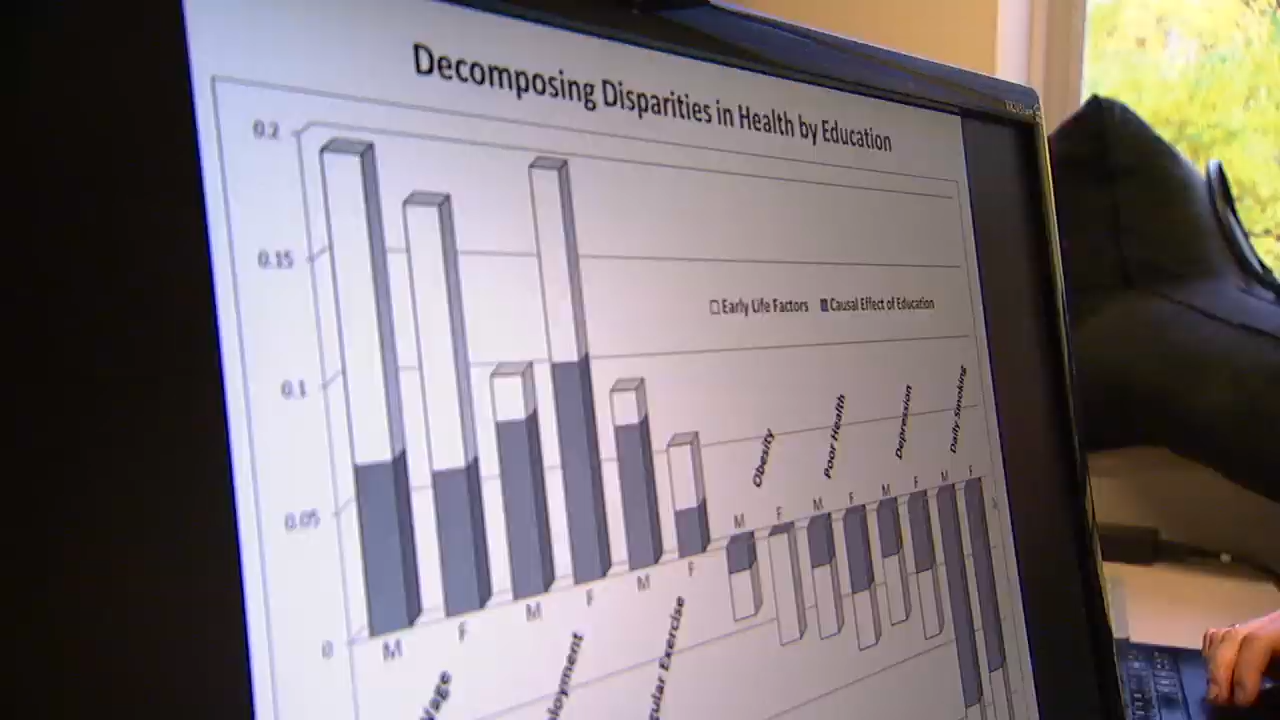 Decomposing Disparities in Health by Education
0.2
0.15
0.1
0.05
0
Early Life Factors
Causal Effect of Education
Obesity
Poor Health
Depression
Daily Smoking
M F M F M F M F M F M F M F
Exercise